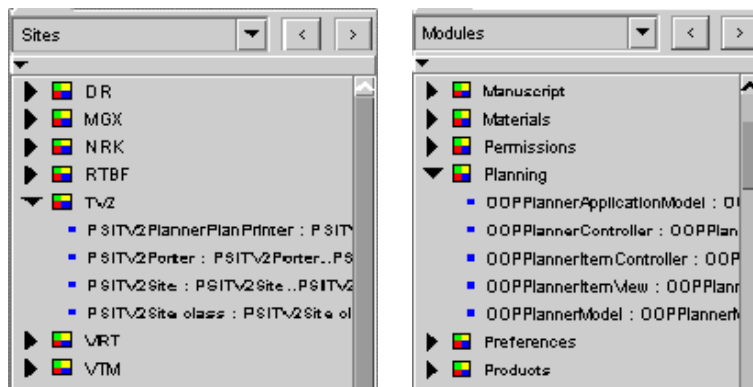 Sites
<
>
DR
MGX
NRK
RTBF
TV2
PSITV2PlannerPlanPrinter : PSIT
PSITV2Porter : PSITV2Porter..PS
PSITV2Site : PSITV2Site..PSITV2
PSITV2Site class : PSITV2Site cl
VRT
VTM
Modules
<
>
Manuscript
Materials
Permissions
Planning
OOPPlannerApplicationModel : O
OOPPlannerController : OOPPlan
OOPPlannerItemController : OOP
OOPPlannerItemView : OOPPlann
OOPPlannerModel : OOPPlanner
Preferences
Products